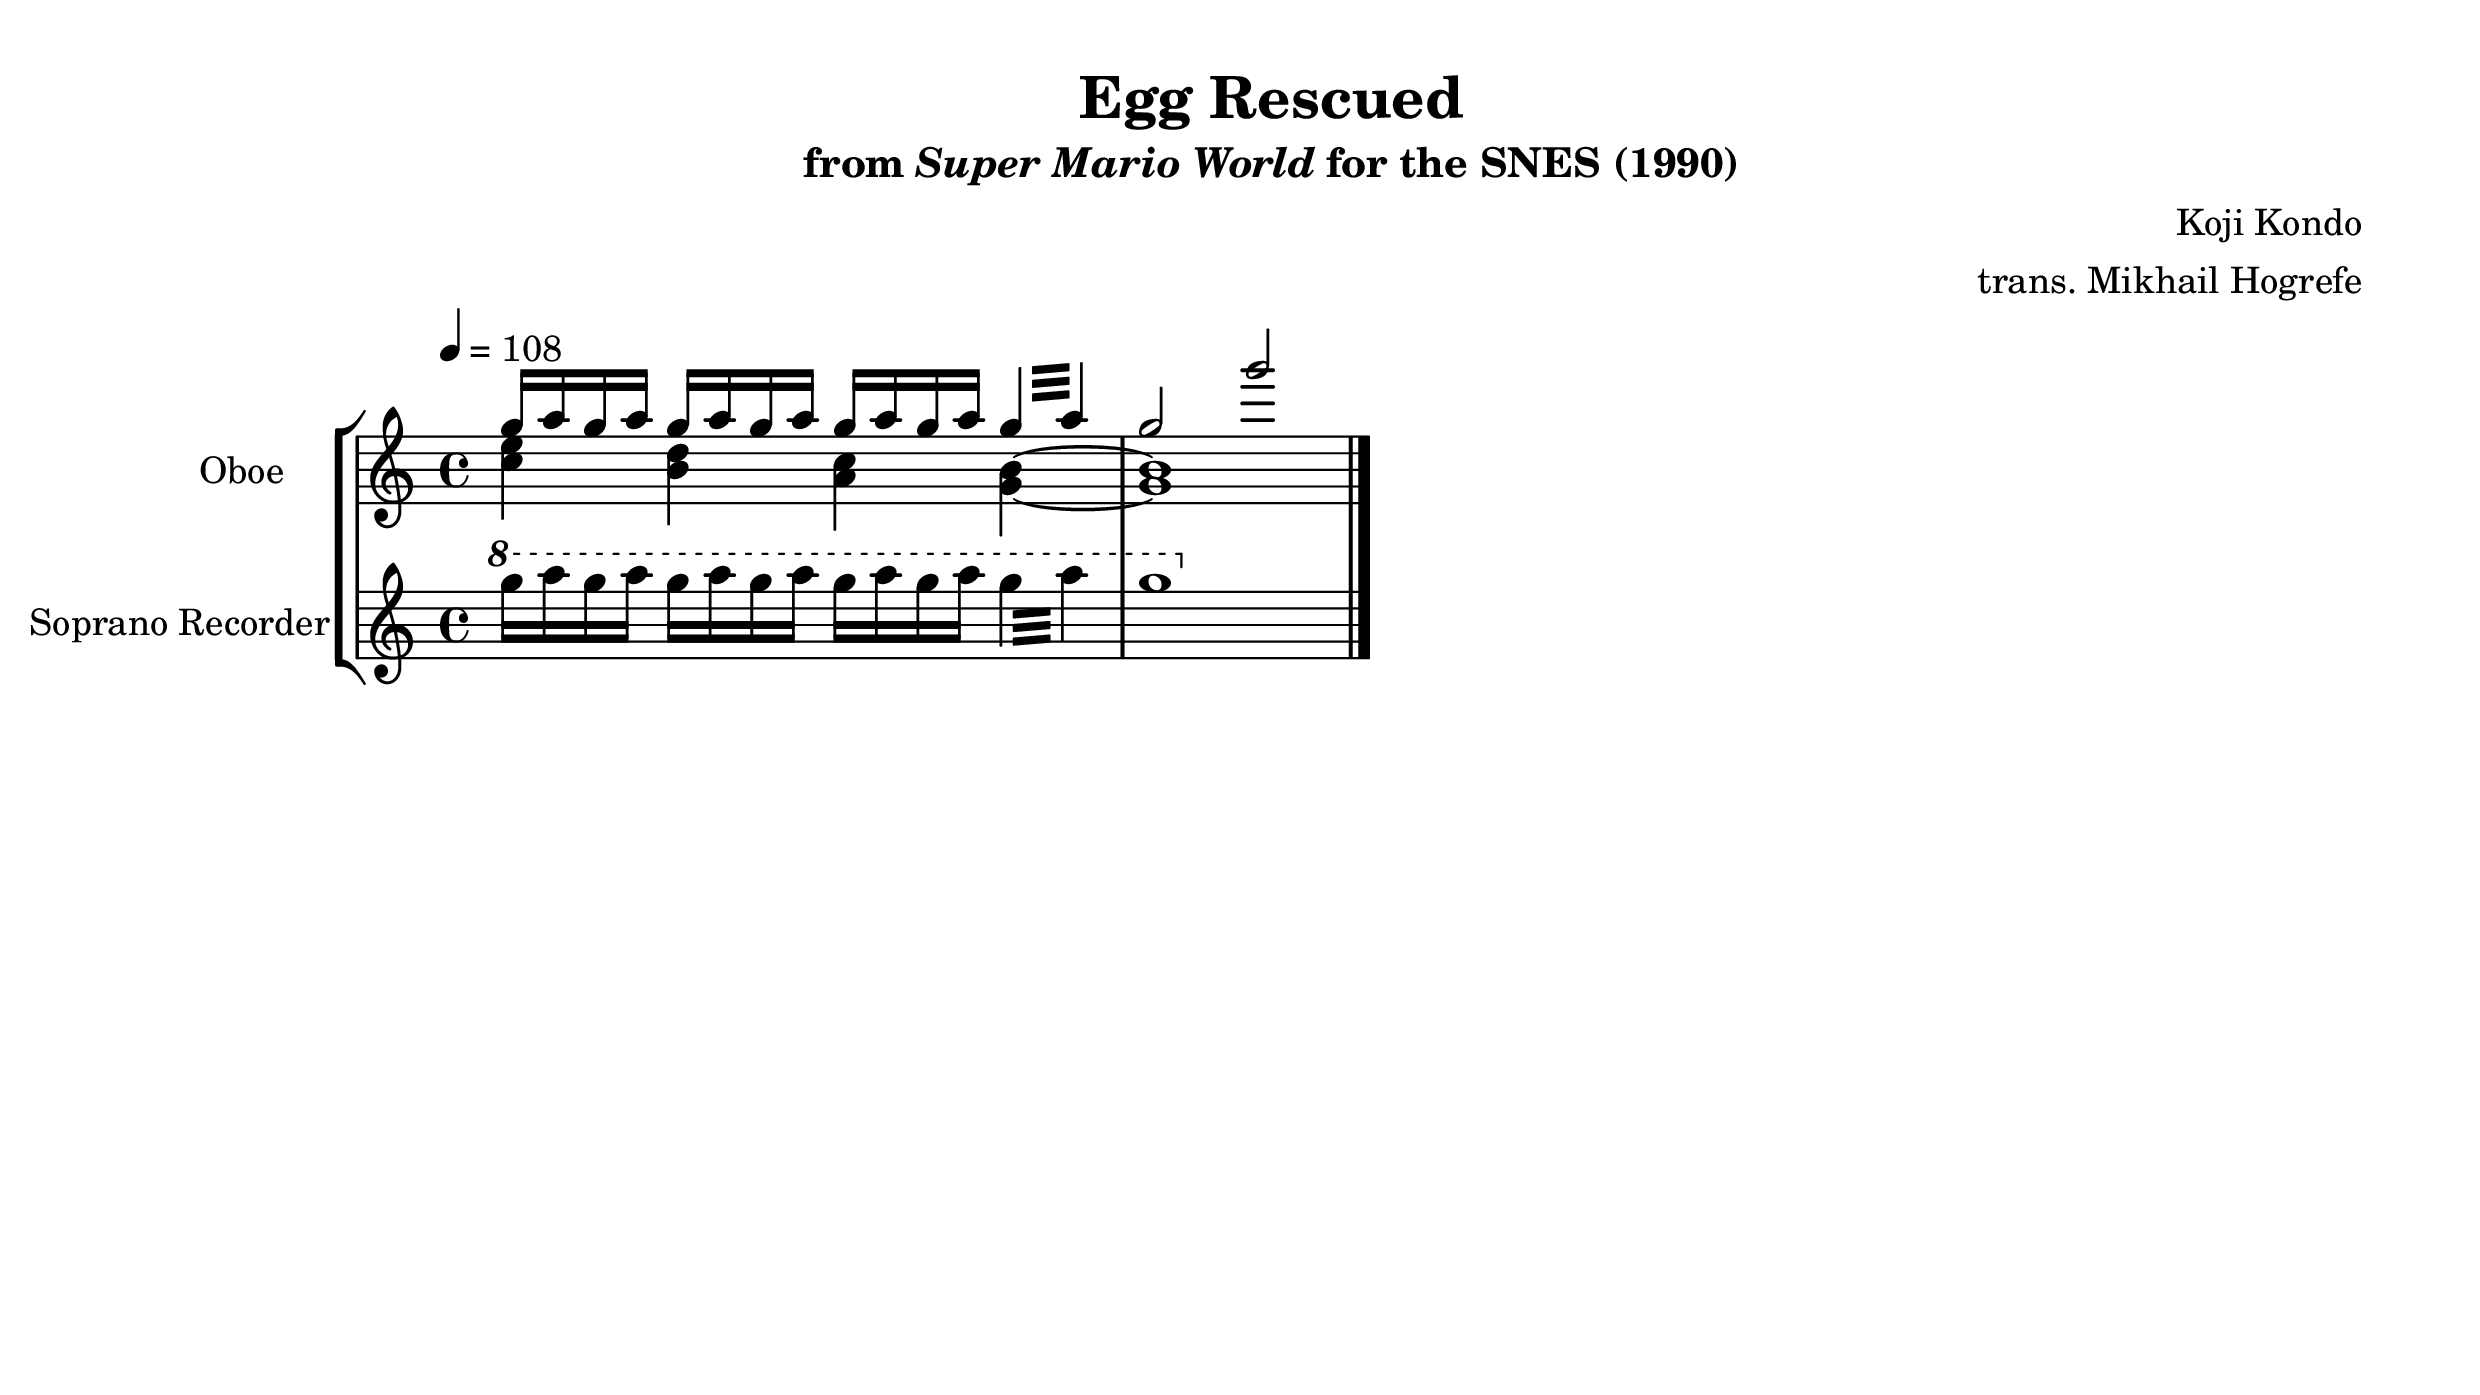 Egg Rescued
from Super Mario World for the SNES (1990)
Koji Kondo
trans. Mikhail Hogrefe
= 108
Oboe
8
Soprano Recorder